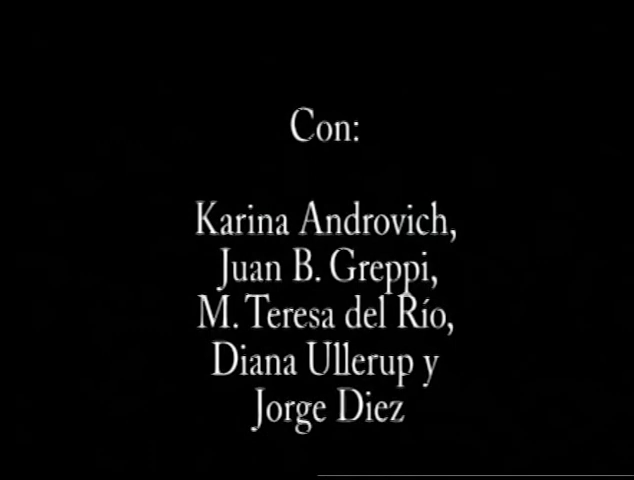 Con:
Karina Androvich,
Juan B. Greppi,
M. Teresa del Río,
Diana Ullerup y
Jorge Diez